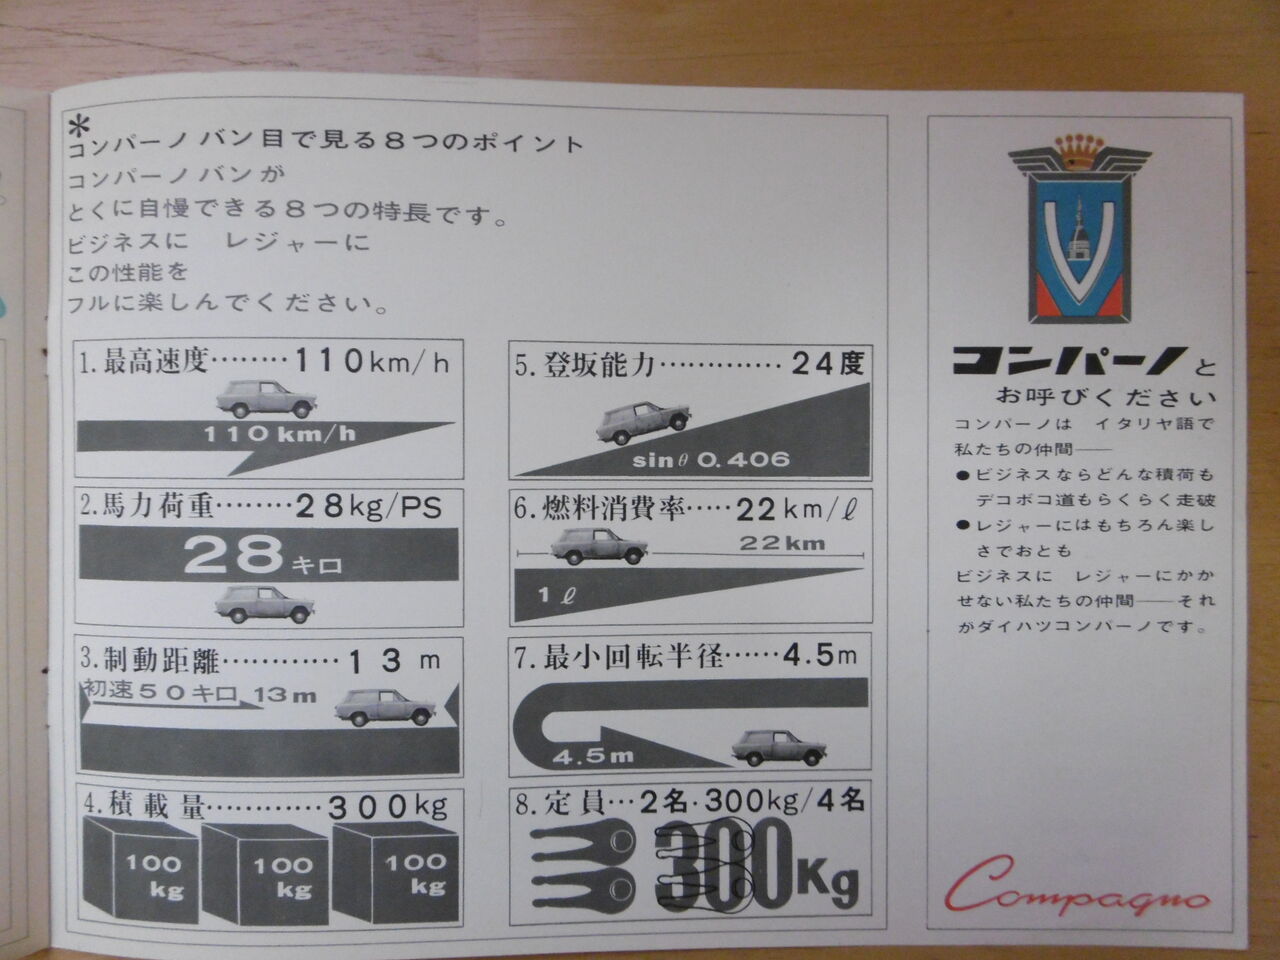 *コンパーノ バン目で見る8つのポイント
コンパーノバンが
とくに自慢できる8つの特長です。
ビジネスに レジャーに
この性能を
フルに楽しんでください。
1.最高速度········110km/h
110km/h
2.馬力荷重········28kg/PS
28キロ
3.制動距離············13m
初速50キロ 13m
4.積載量············300kg
100kg
100kg
100kg
5.登坂能力·············24度
sinθ 0.406
6.燃料消費率·····22km/ℓ
22km
1ℓ
7.最小回転半径······4.5m
4.5m
8.定員···2名·300kg/4名
300Kg
V
コンパーノと
お呼びください
コンパーノは イタリヤ語で
私たちの仲間——
●ビジネスならどんな積荷も
デコボコ道もらくらく走破
●レジャーにはもちろん楽し
さでおとも
ビジネスに レジャーにかか
せない私たちの仲間——それ
がダイハツコンパーノです。
Compagno